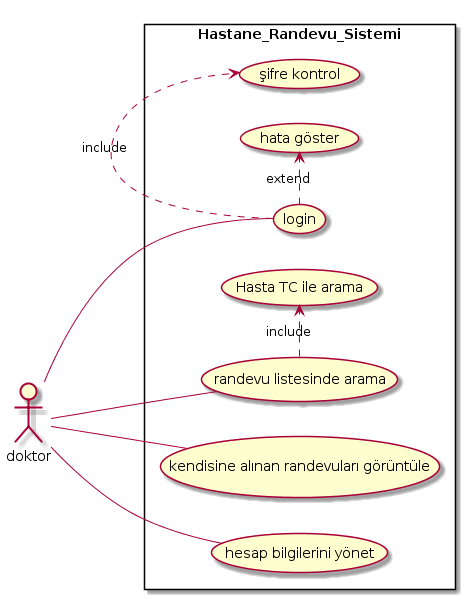 Hastane_Randevu_Sistemi
şifre kontrol
include
hata göster
extend
login
Hasta TC ile arama
include
randevu listesinde arama
doktor
kendisine alınan randevuları görüntüle
hesap bilgilerini yönet